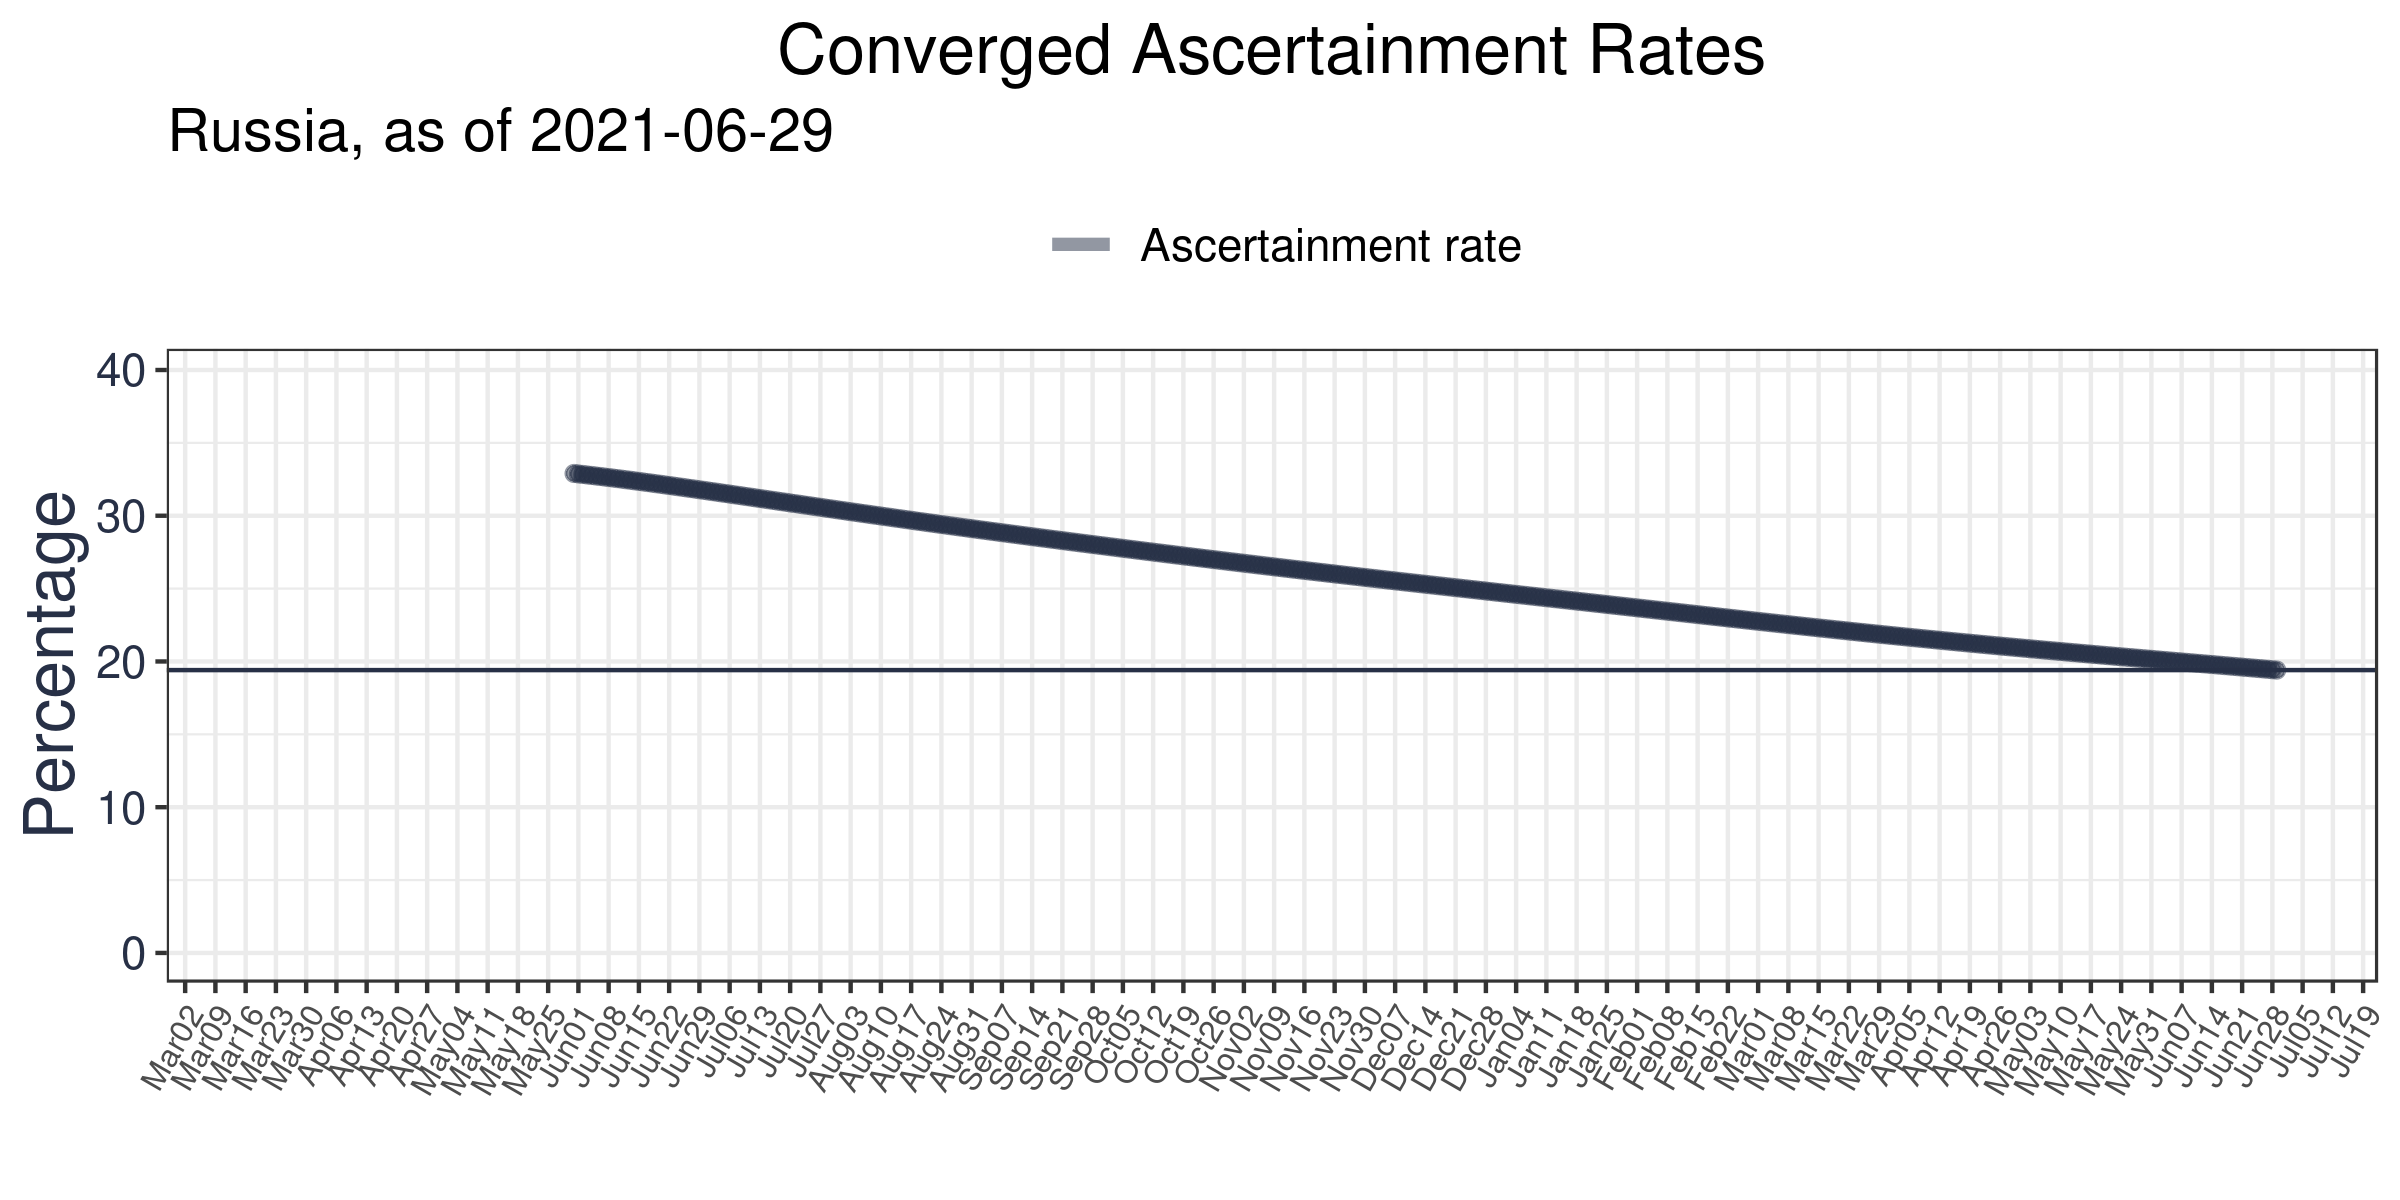 Converged Ascertainment Rates
Russia, as of 2021-06-29
Ascertainment rate
Percentage
40
30
20
10
0
Mar02
Mar09
Mar16
Mar23
Mar30
Apr06
Apr13
Apr20
Apr27
May04
May11
May18
May25
Jun01
Jun08
Jun15
Jun22
Jun29
Jul06
Jul13
Jul20
Jul27
Aug03
Aug10
Aug17
Aug24
Aug31
Sep07
Sep14
Sep21
Sep28
Oct05
Oct12
Oct19
Oct26
Nov02
Nov09
Nov16
Nov23
Nov30
Dec07
Dec14
Dec21
Dec28
Jan04
Jan11
Jan18
Jan25
Feb01
Feb08
Feb15
Feb22
Mar01
Mar08
Mar15
Mar22
Mar29
Apr05
Apr12
Apr19
Apr26
May03
May10
May17
May24
May31
Jun07
Jun14
Jun21
Jun28
Jul05
Jul12
Jul19